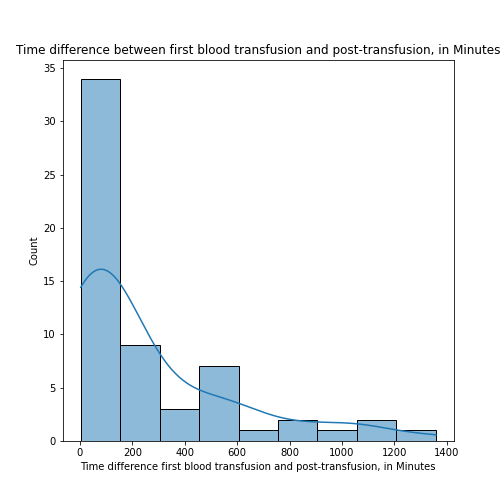 Time difference between first blood transfusion and post-transfusion, in Minutes
35
30
25
20
15
10
5
0
Count
0 200 400 600 800 1000 1200 1400
Time difference first blood transfusion and post-transfusion, in Minutes